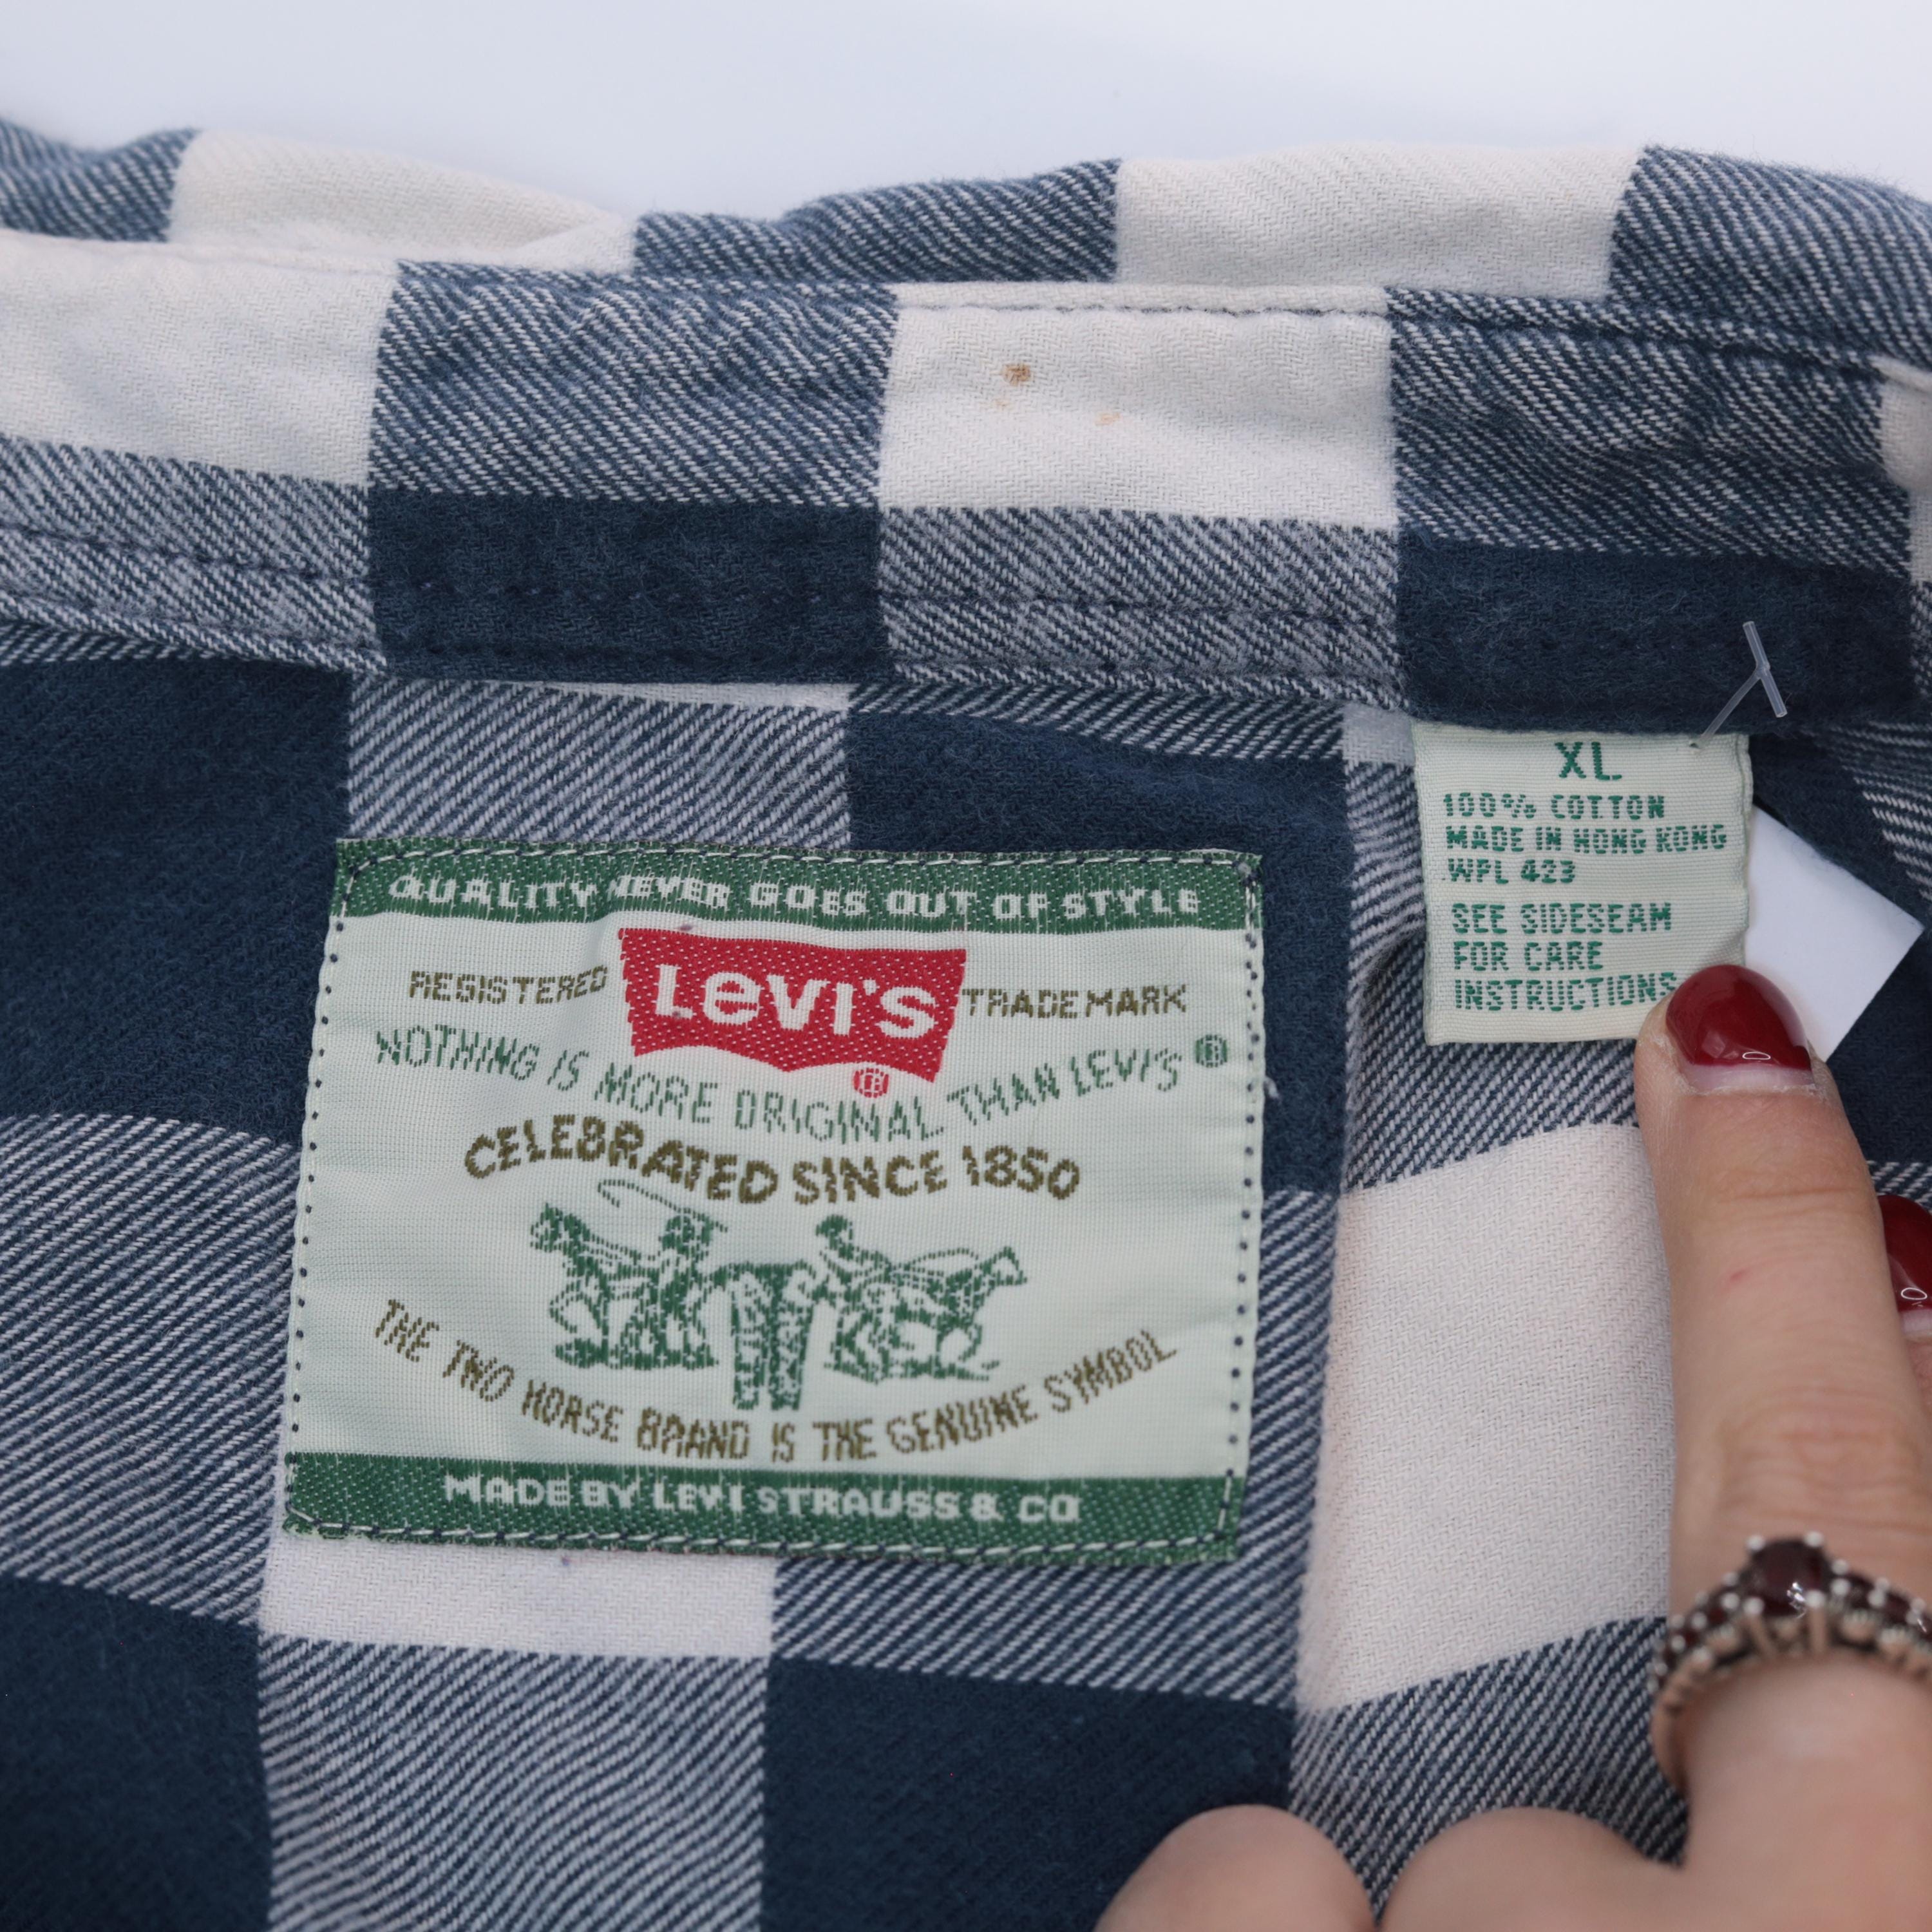 QUALITY NEVER GOES OUT OF STYLE
REGISTERED LEVI'S TRADEMARK
®
NOTHING IS MORE ORIGINAL THAN LEVI'S ®
CELEBRATED SINCE 1850
THE TWO HORSE BRAND IS THE GENUINE SYMBOL
MADE BY LEVI STRAUSS & CO
XL
100% COTTON
MADE IN HONG KONG
WPL 423
SEE SIDESEAM
FOR CARE
INSTRUCTIONS